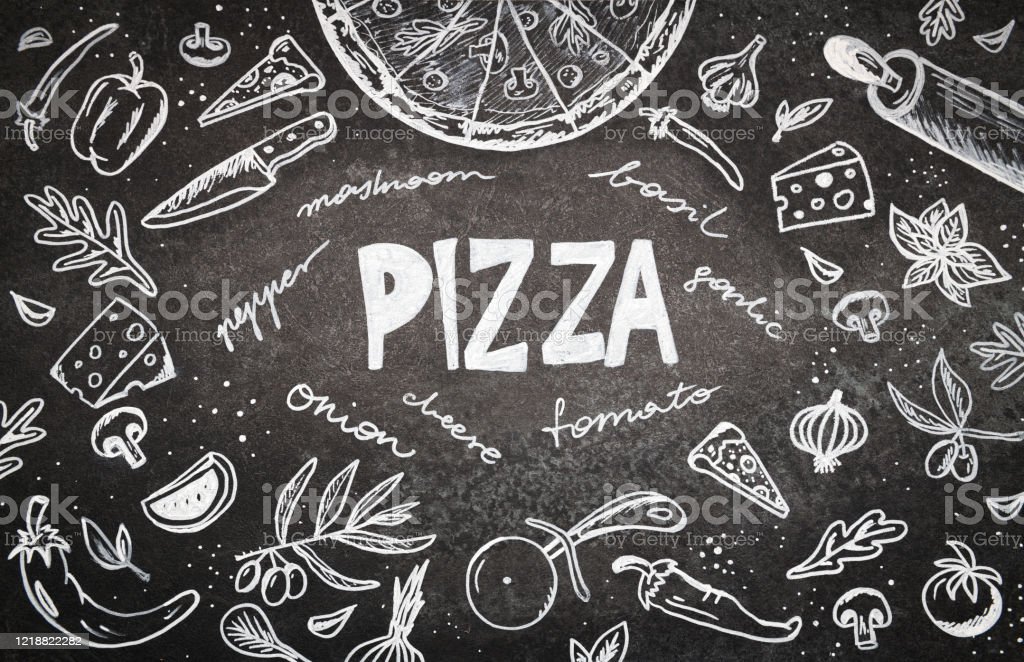 mashroom
basil
pepper
PIZZA
garlic
onion
cheese
tomato
iStock
by Getty Images
1218822282